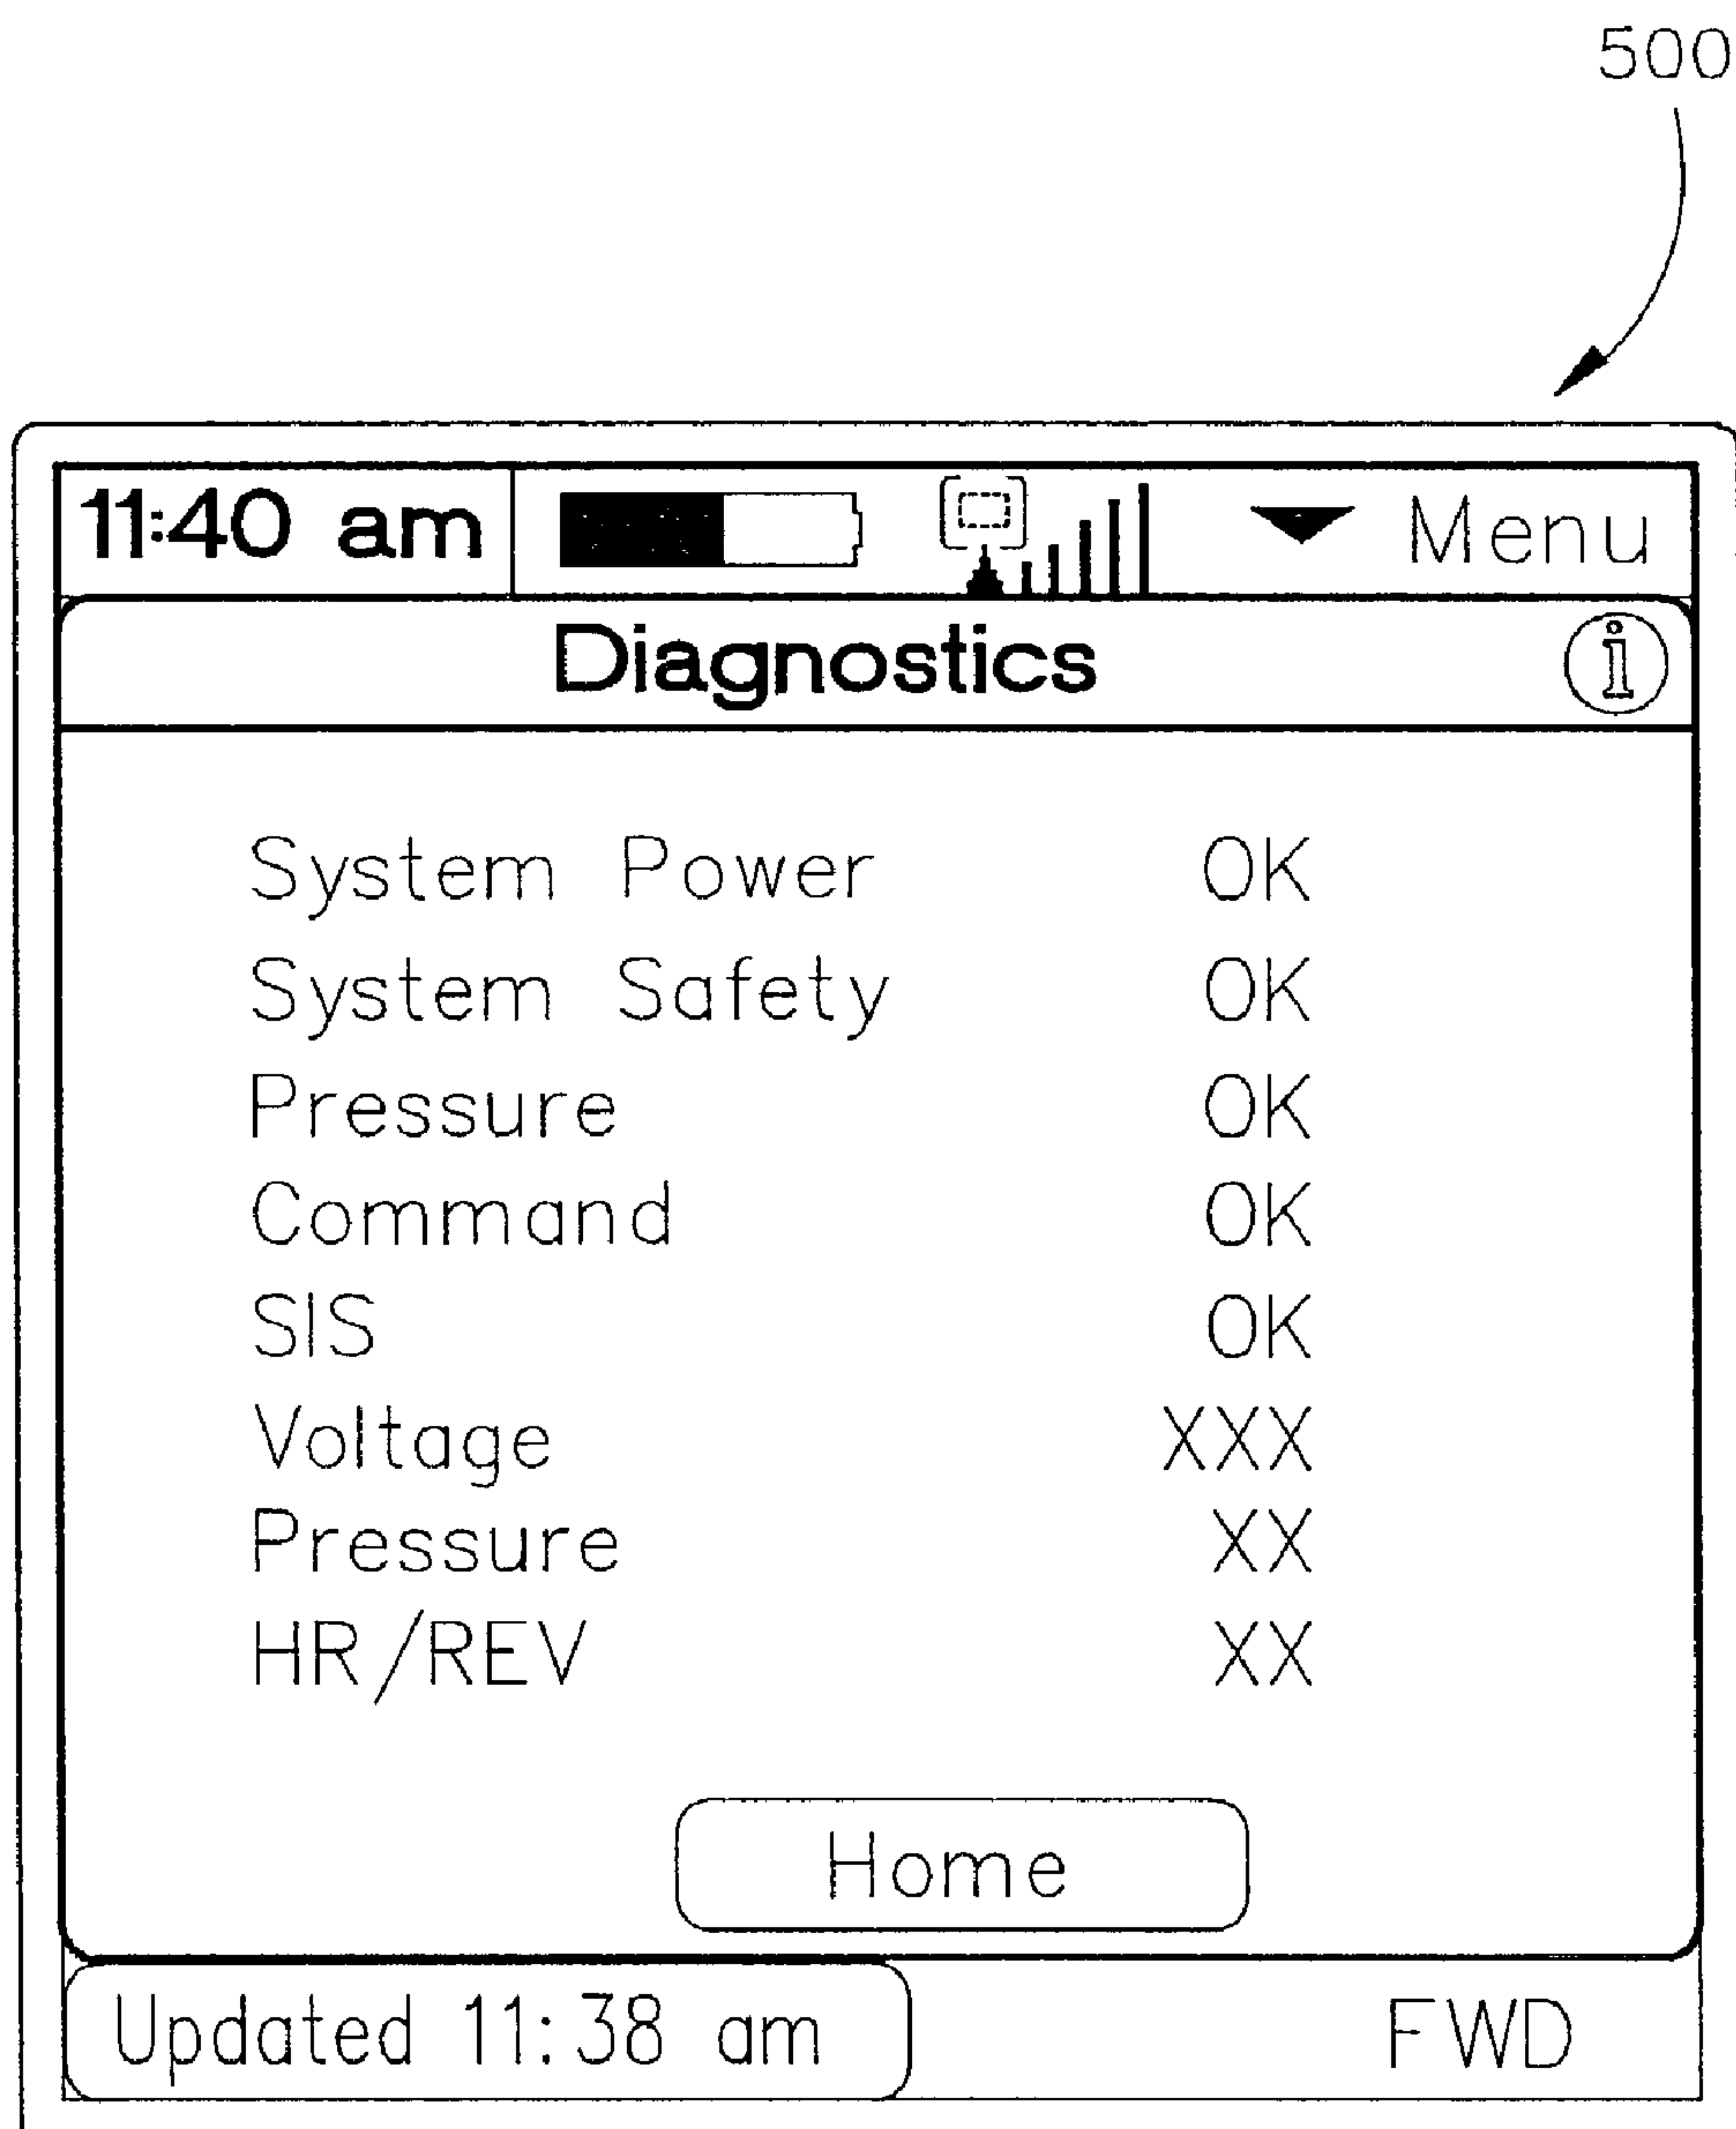 500
11:40 am Menu
Diagnostics i
System Power OK
System Safety OK
Pressure OK
Command OK
SIS OK
Voltage XXX
Pressure XX
HR/REV XX
Home
Updated 11:38 am FWD